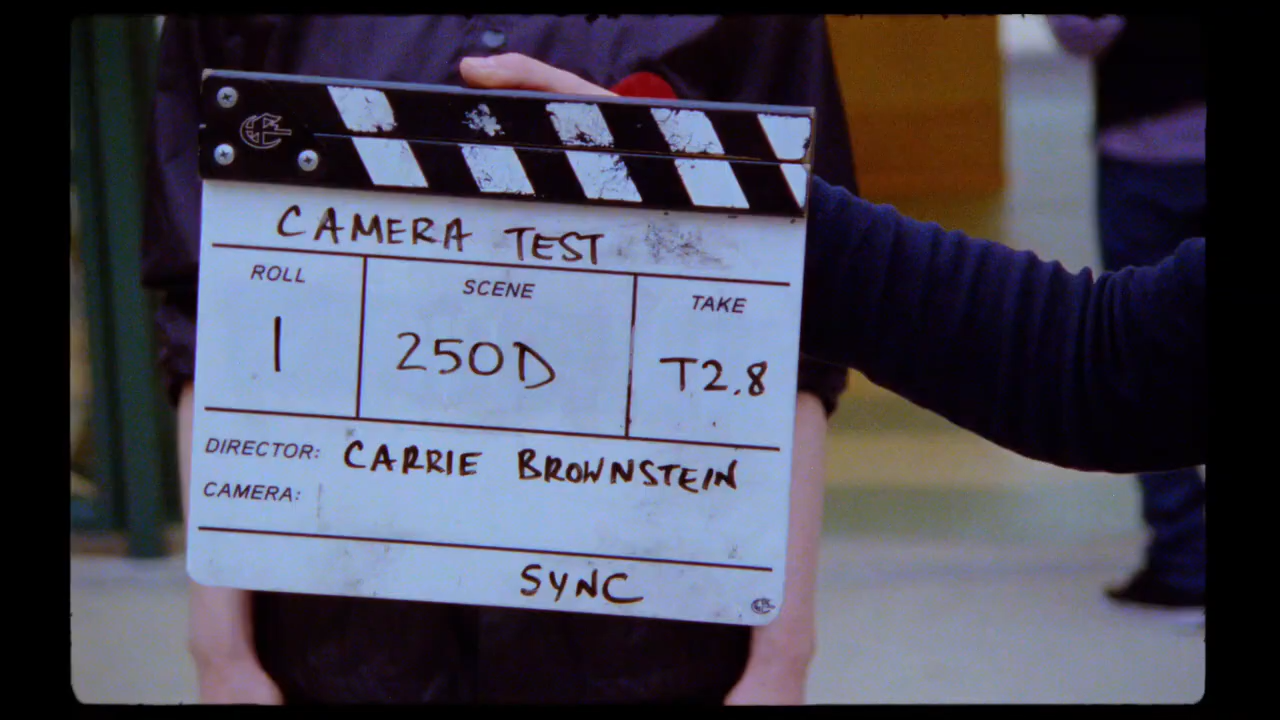 CAMERA TEST
ROLL SCENE TAKE
1 250D T2.8
DIRECTOR: CARRIE BROWNSTEIN
CAMERA:
SYNC